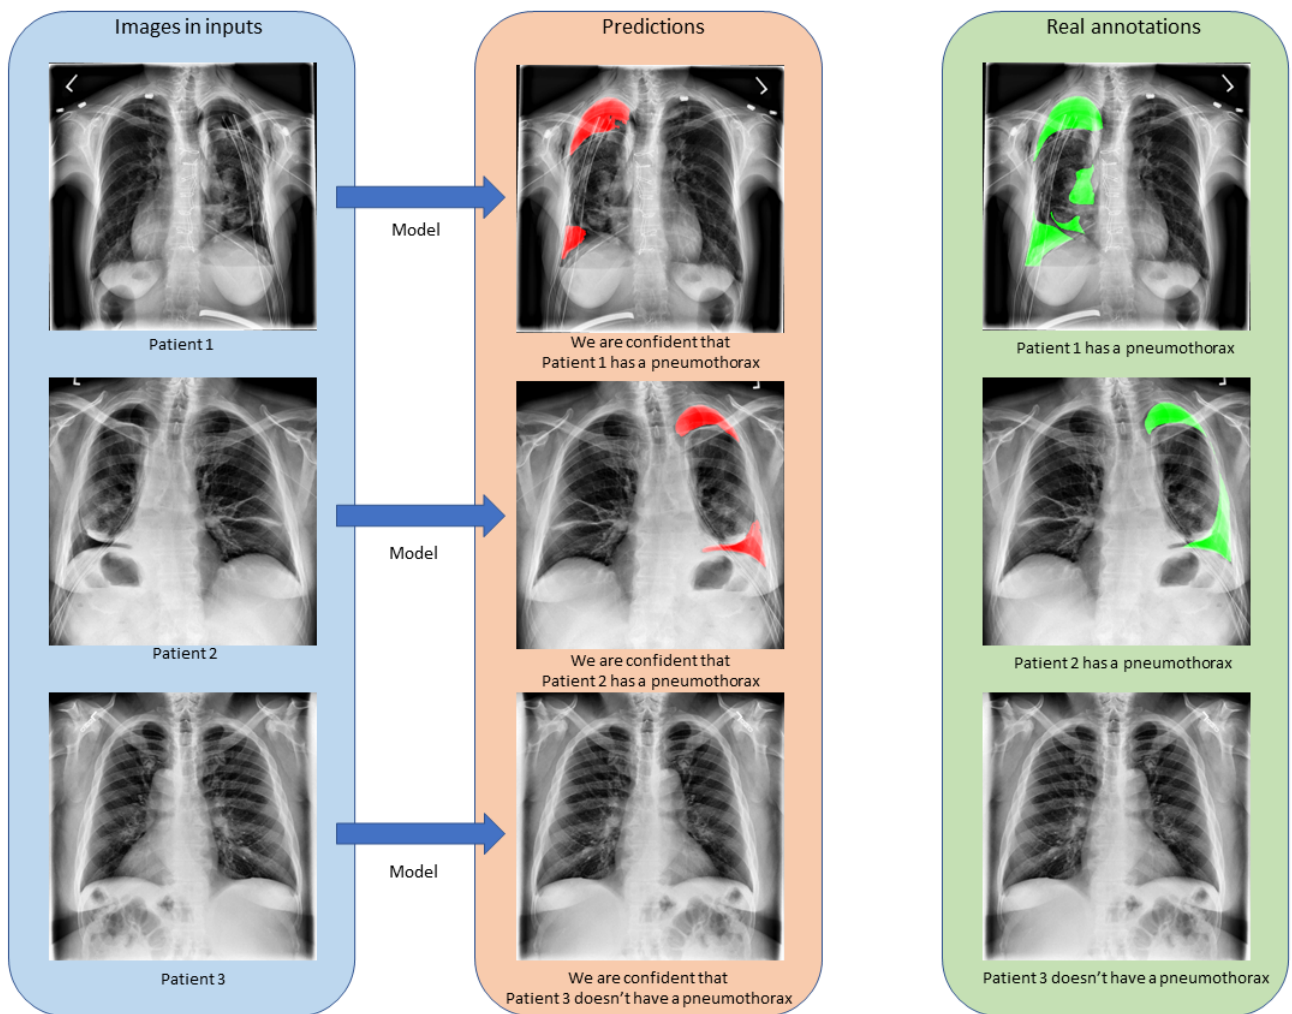 Images in inputs
Predictions
Real annotations
Model
Patient 1
We are confident that
Patient 1 has a pneumothorax
Patient 1 has a pneumothorax
Model
Patient 2
We are confident that
Patient 2 has a pneumothorax
Patient 2 has a pneumothorax
Model
Patient 3
We are confident that
Patient 3 doesn't have a pneumothorax
Patient 3 doesn't have a pneumothorax